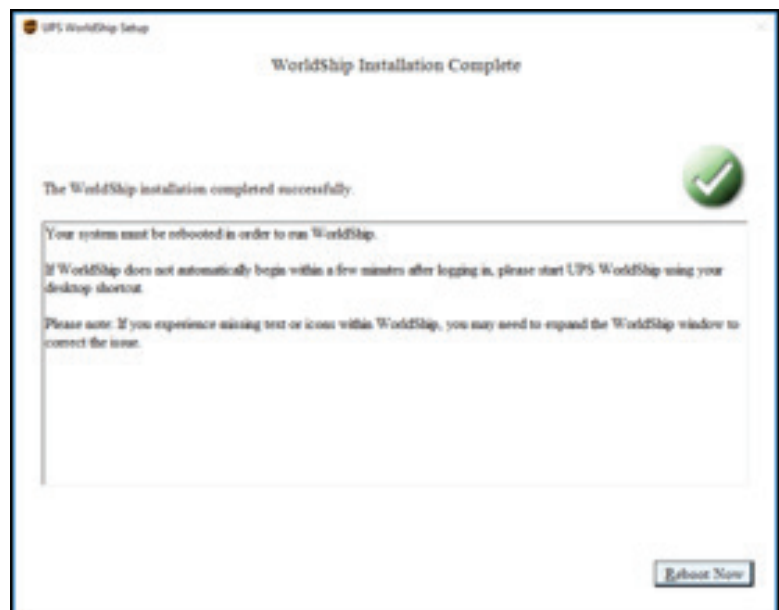 UPS WorldShip Setup
WorldShip Installation Complete
The WorldShip installation completed successfully.
Your system must be rebooted in order to run WorldShip.
If WorldShip does not automatically begin within a few minutes after logging in, please start UPS WorldShip using your
desktop shortcut.
Please note: If you experience missing text or icons within WorldShip, you may need to expand the WorldShip window to
correct the issue.
Reboot Now